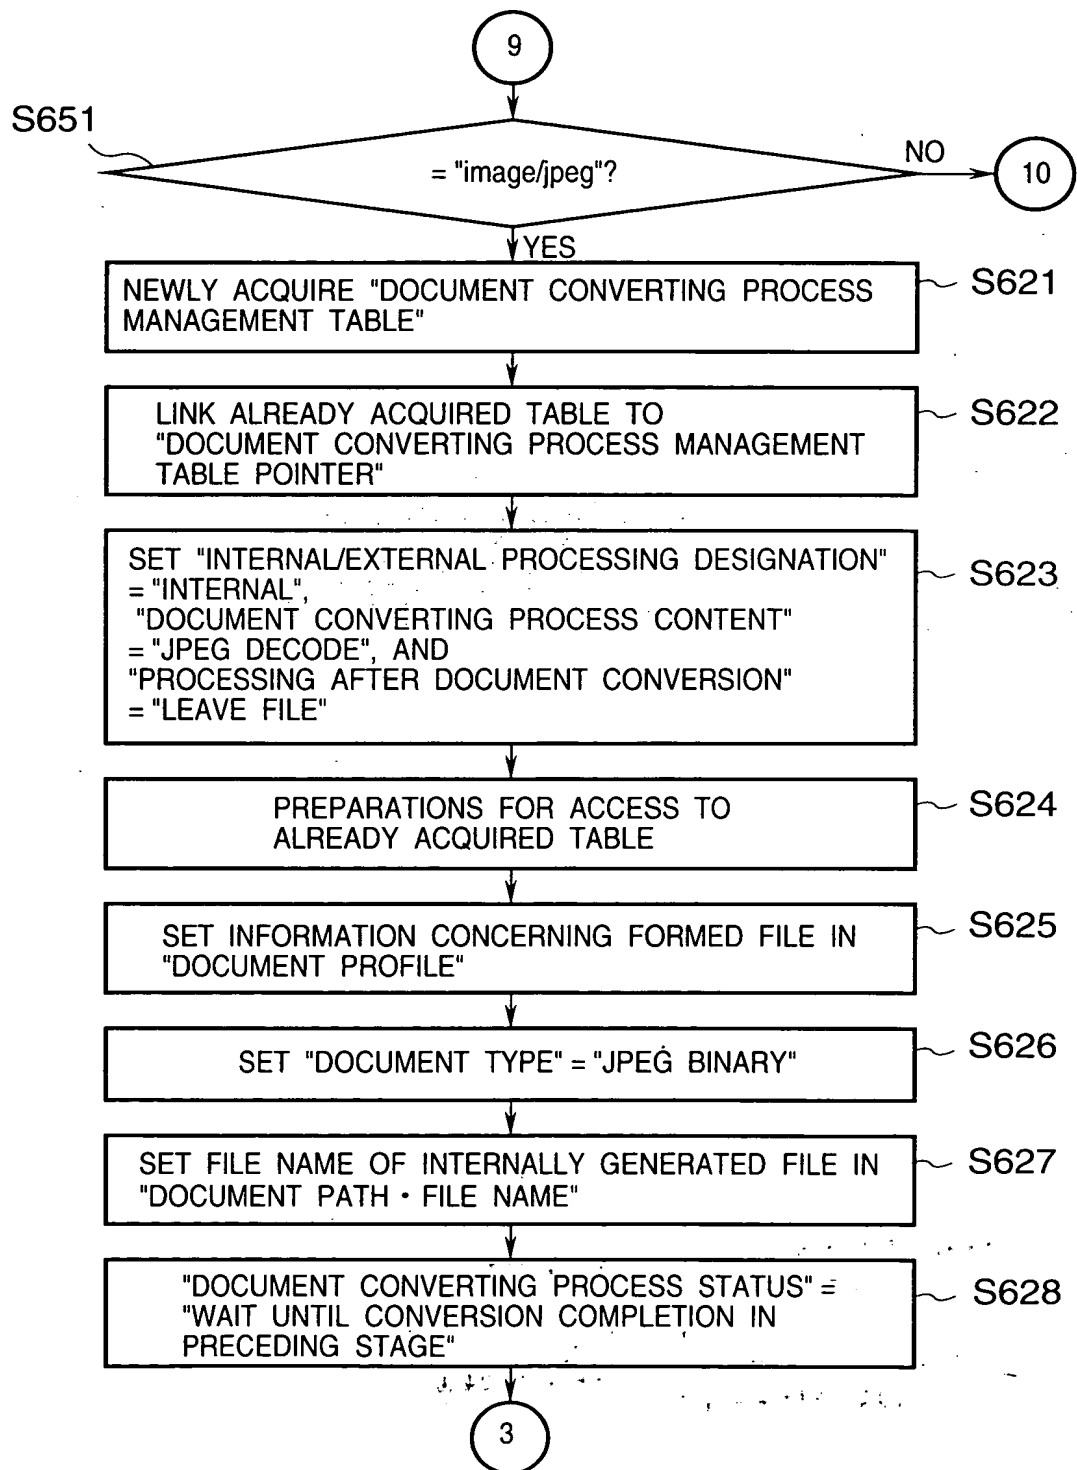 9
S651
= "image/jpeg"?
NO
10
YES
NEWLY ACQUIRE "DOCUMENT CONVERTING PROCESS
MANAGEMENT TABLE"
S621
LINK ALREADY ACQUIRED TABLE TO
"DOCUMENT CONVERTING PROCESS MANAGEMENT
TABLE POINTER"
S622
SET "INTERNAL/EXTERNAL PROCESSING DESIGNATION"
= "INTERNAL",
"DOCUMENT CONVERTING PROCESS CONTENT"
= "JPEG DECODE", AND
"PROCESSING AFTER DOCUMENT CONVERSION"
= "LEAVE FILE"
S623
PREPARATIONS FOR ACCESS TO
ALREADY ACQUIRED TABLE
S624
SET INFORMATION CONCERNING FORMED FILE IN
"DOCUMENT PROFILE"
S625
SET "DOCUMENT TYPE" = "JPEG BINARY"
S626
SET FILE NAME OF INTERNALLY GENERATED FILE IN
"DOCUMENT PATH • FILE NAME"
S627
"DOCUMENT CONVERTING PROCESS STATUS" =
"WAIT UNTIL CONVERSION COMPLETION IN
PRECEDING STAGE"
S628
3